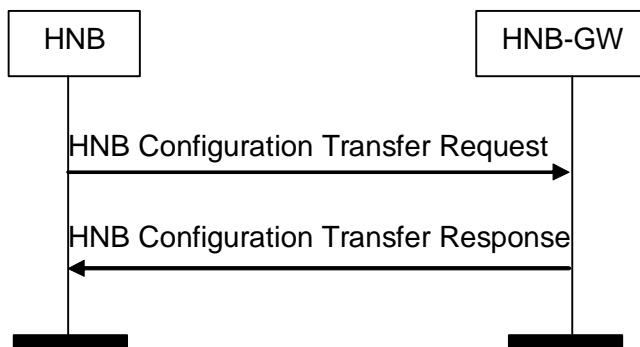 HNB
HNB-GW
HNB Configuration Transfer Request
HNB Configuration Transfer Response